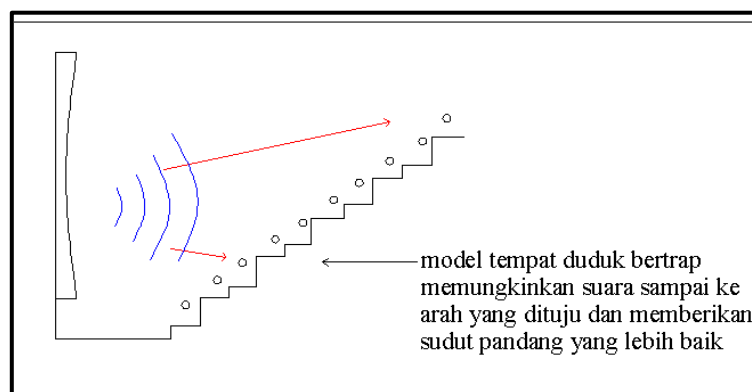 model tempat duduk bertrap
memungkinkan suara sampai ke
arah yang dituju dan memberikan
sudut pandang yang lebih baik